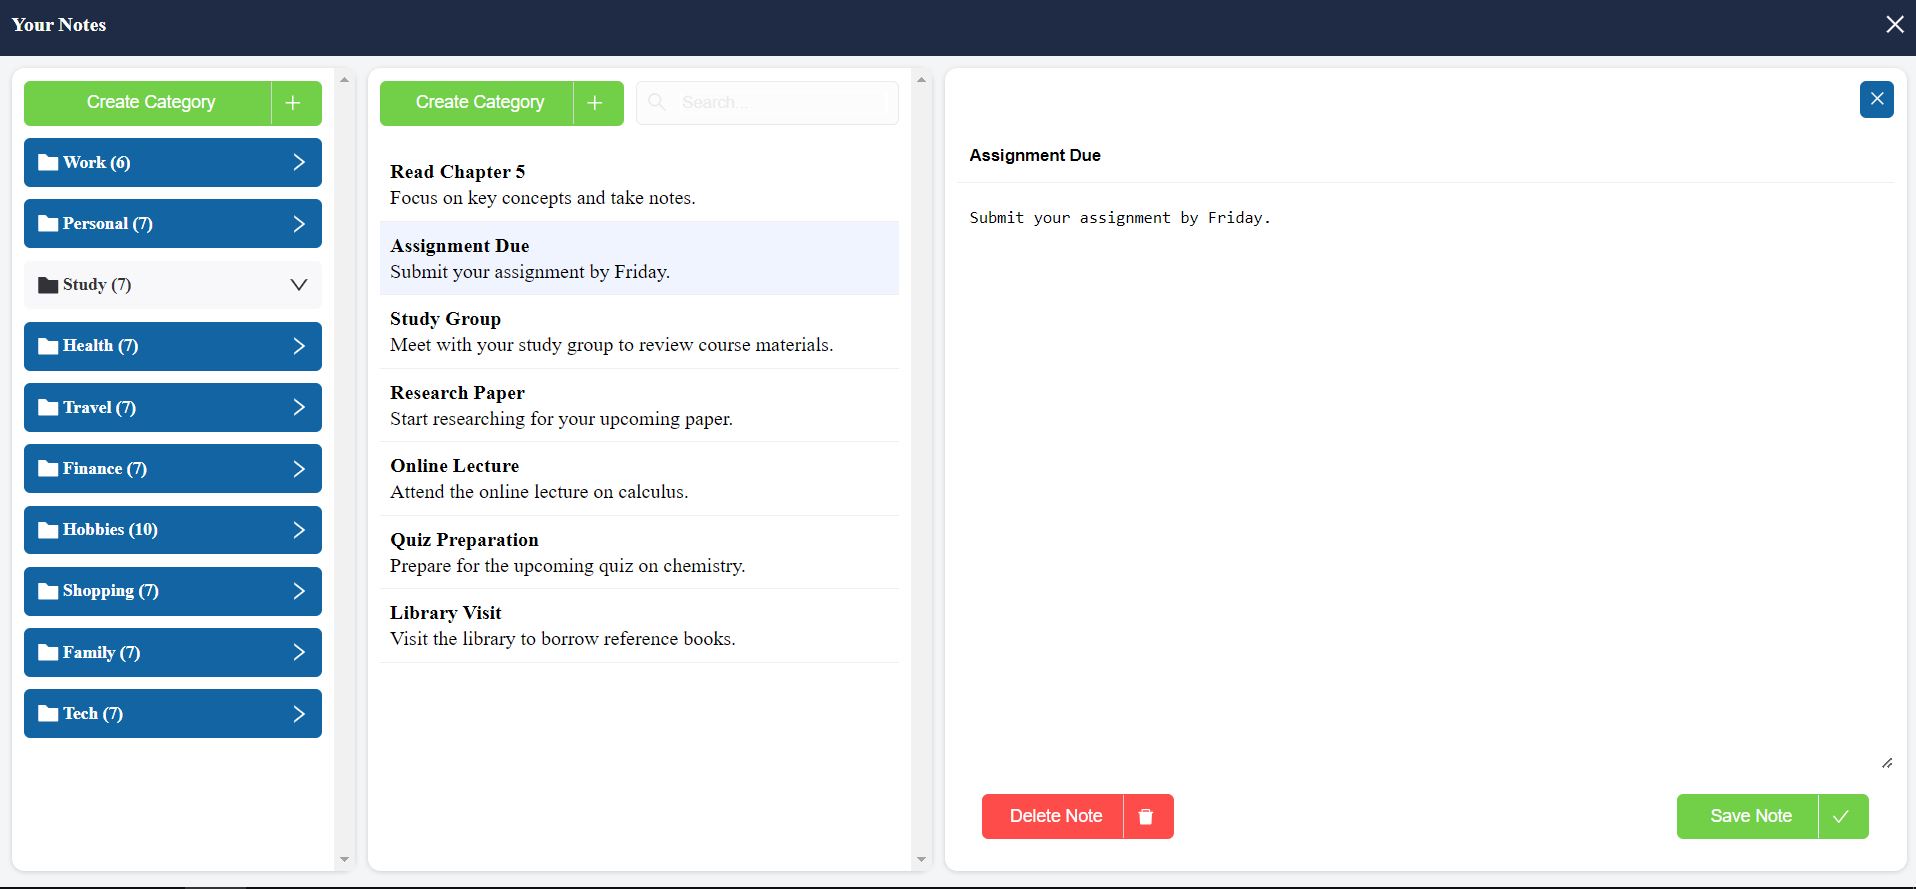 Your Notes
Create Category
Work (6)
Personal (7)
Study (7)
Health (7)
Travel (7)
Finance (7)
Hobbies (10)
Shopping (7)
Family (7)
Tech (7)
Create Category
Search...
Read Chapter 5
Focus on key concepts and take notes.
Assignment Due
Submit your assignment by Friday.
Study Group
Meet with your study group to review course materials.
Research Paper
Start researching for your upcoming paper.
Online Lecture
Attend the online lecture on calculus.
Quiz Preparation
Prepare for the upcoming quiz on chemistry.
Library Visit
Visit the library to borrow reference books.
Assignment Due
Submit your assignment by Friday.
Delete Note
Save Note